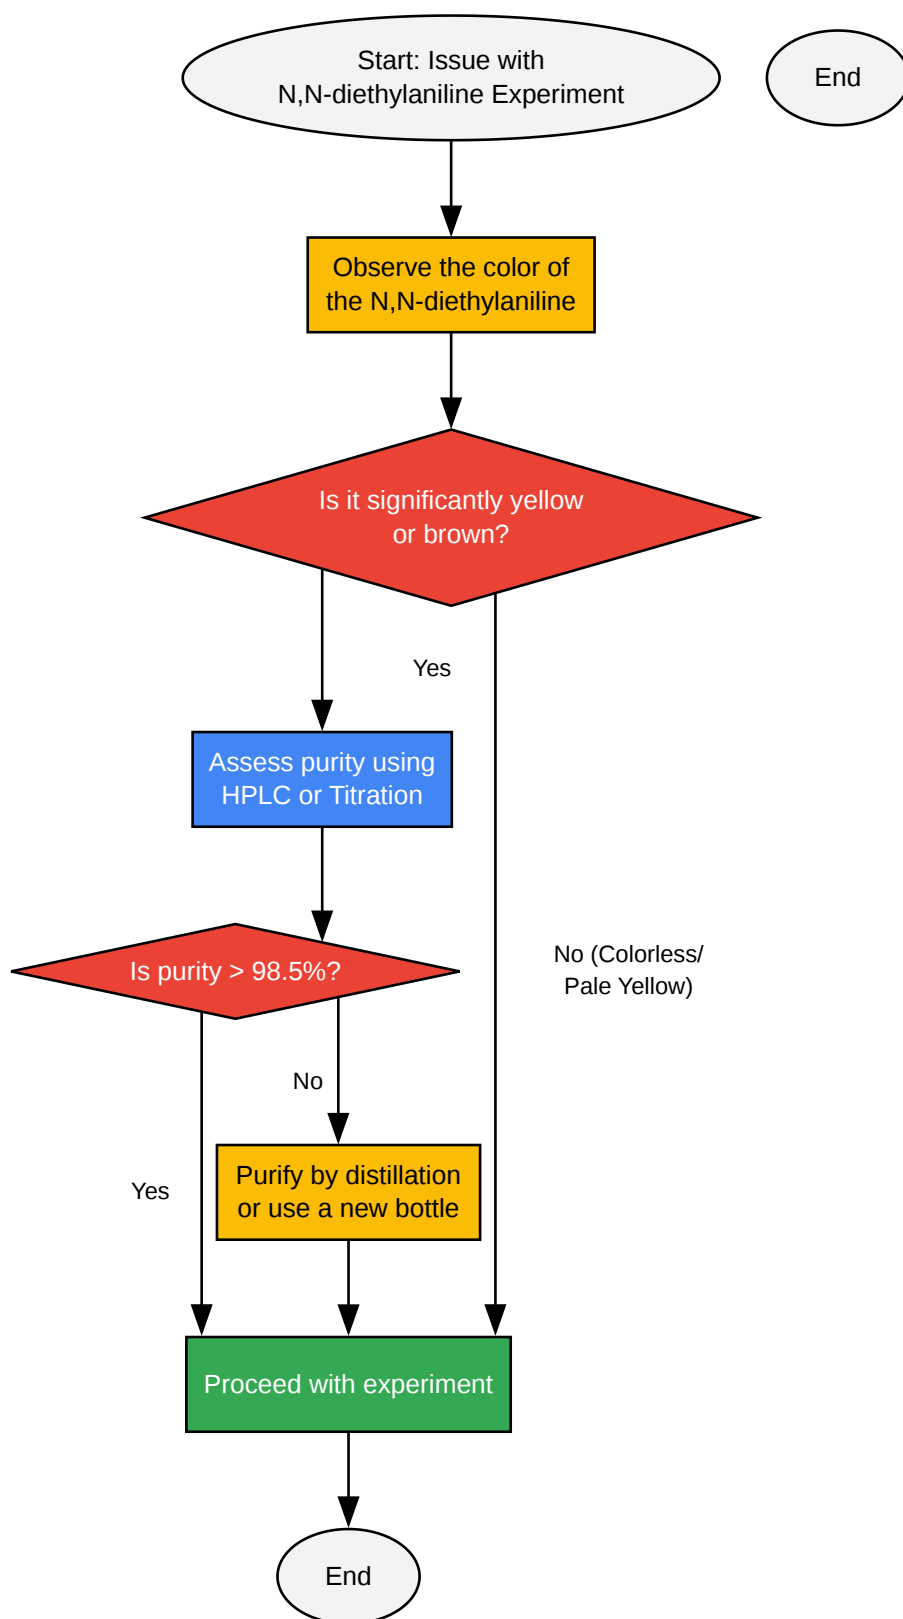 Start: Issue with
N,N-diethylaniline Experiment
End
Observe the color of
the N,N-diethylaniline
Is it significantly yellow
or brown?
Yes
Assess purity using
HPLC or Titration
No (Colorless/
Pale Yellow)
Is purity > 98.5%?
No
Yes
Purify by distillation
or use a new bottle
Proceed with experiment
End